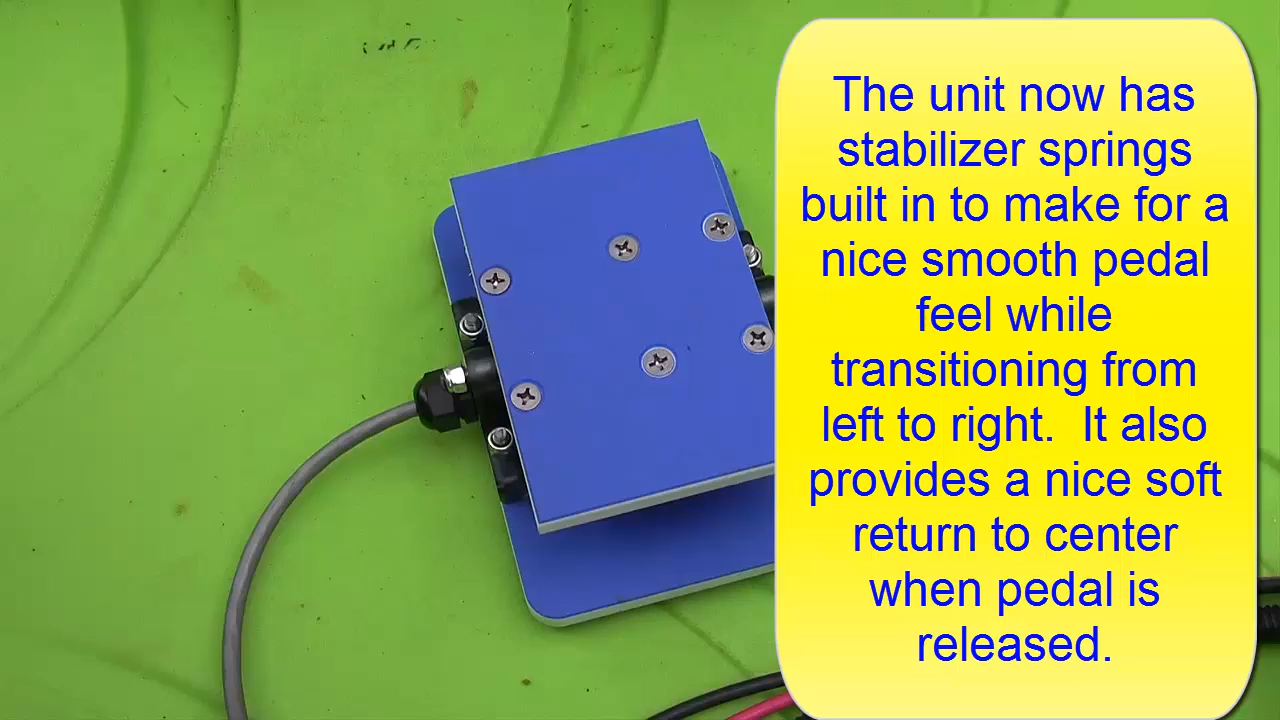 The unit now has
stabilizer springs
built in to make for a
nice smooth pedal
feel while
transitioning from
left to right.  It also
provides a nice soft
return to center
when pedal is
released.